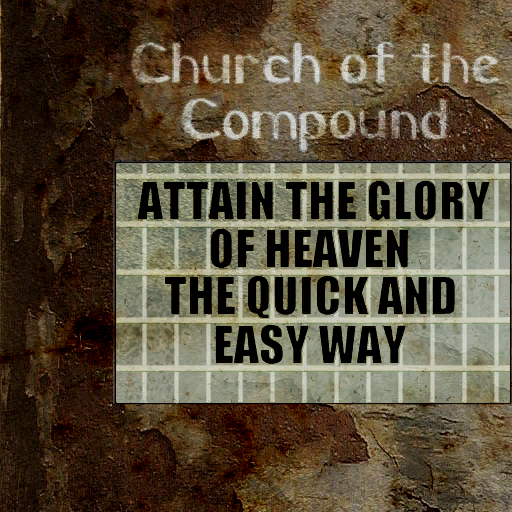 Church of the
Compound
ATTAIN THE GLORY
OF HEAVEN
THE QUICK AND
EASY WAY